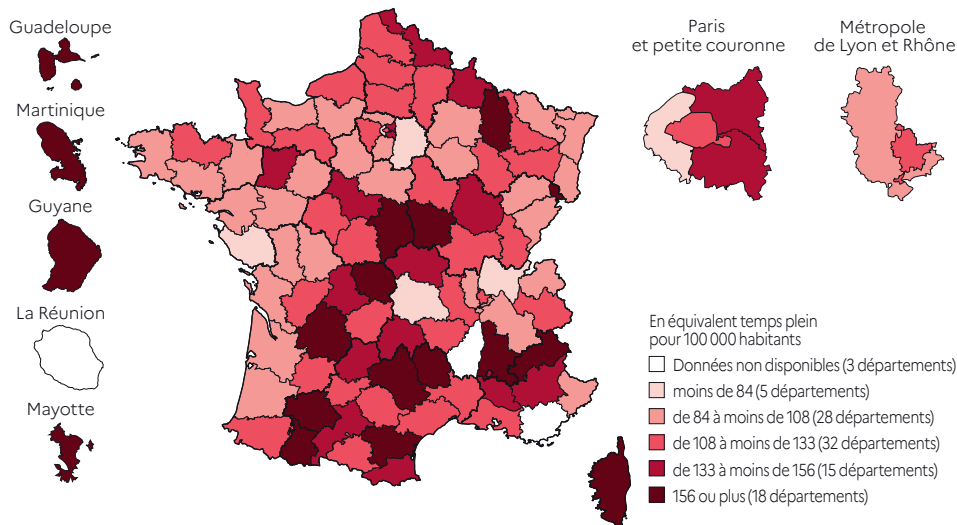 Guadeloupe
Martinique
Guyane
La Réunion
Mayotte
Paris
et petite couronne
Métropole
de Lyon et Rhône
En équivalent temps plein
pour 100 000 habitants
Données non disponibles (3 départements)
moins de 84 (5 départements)
de 84 à moins de 108 (28 départements)
de 108 à moins de 133 (32 départements)
de 133 à moins de 156 (15 départements)
156 ou plus (18 départements)